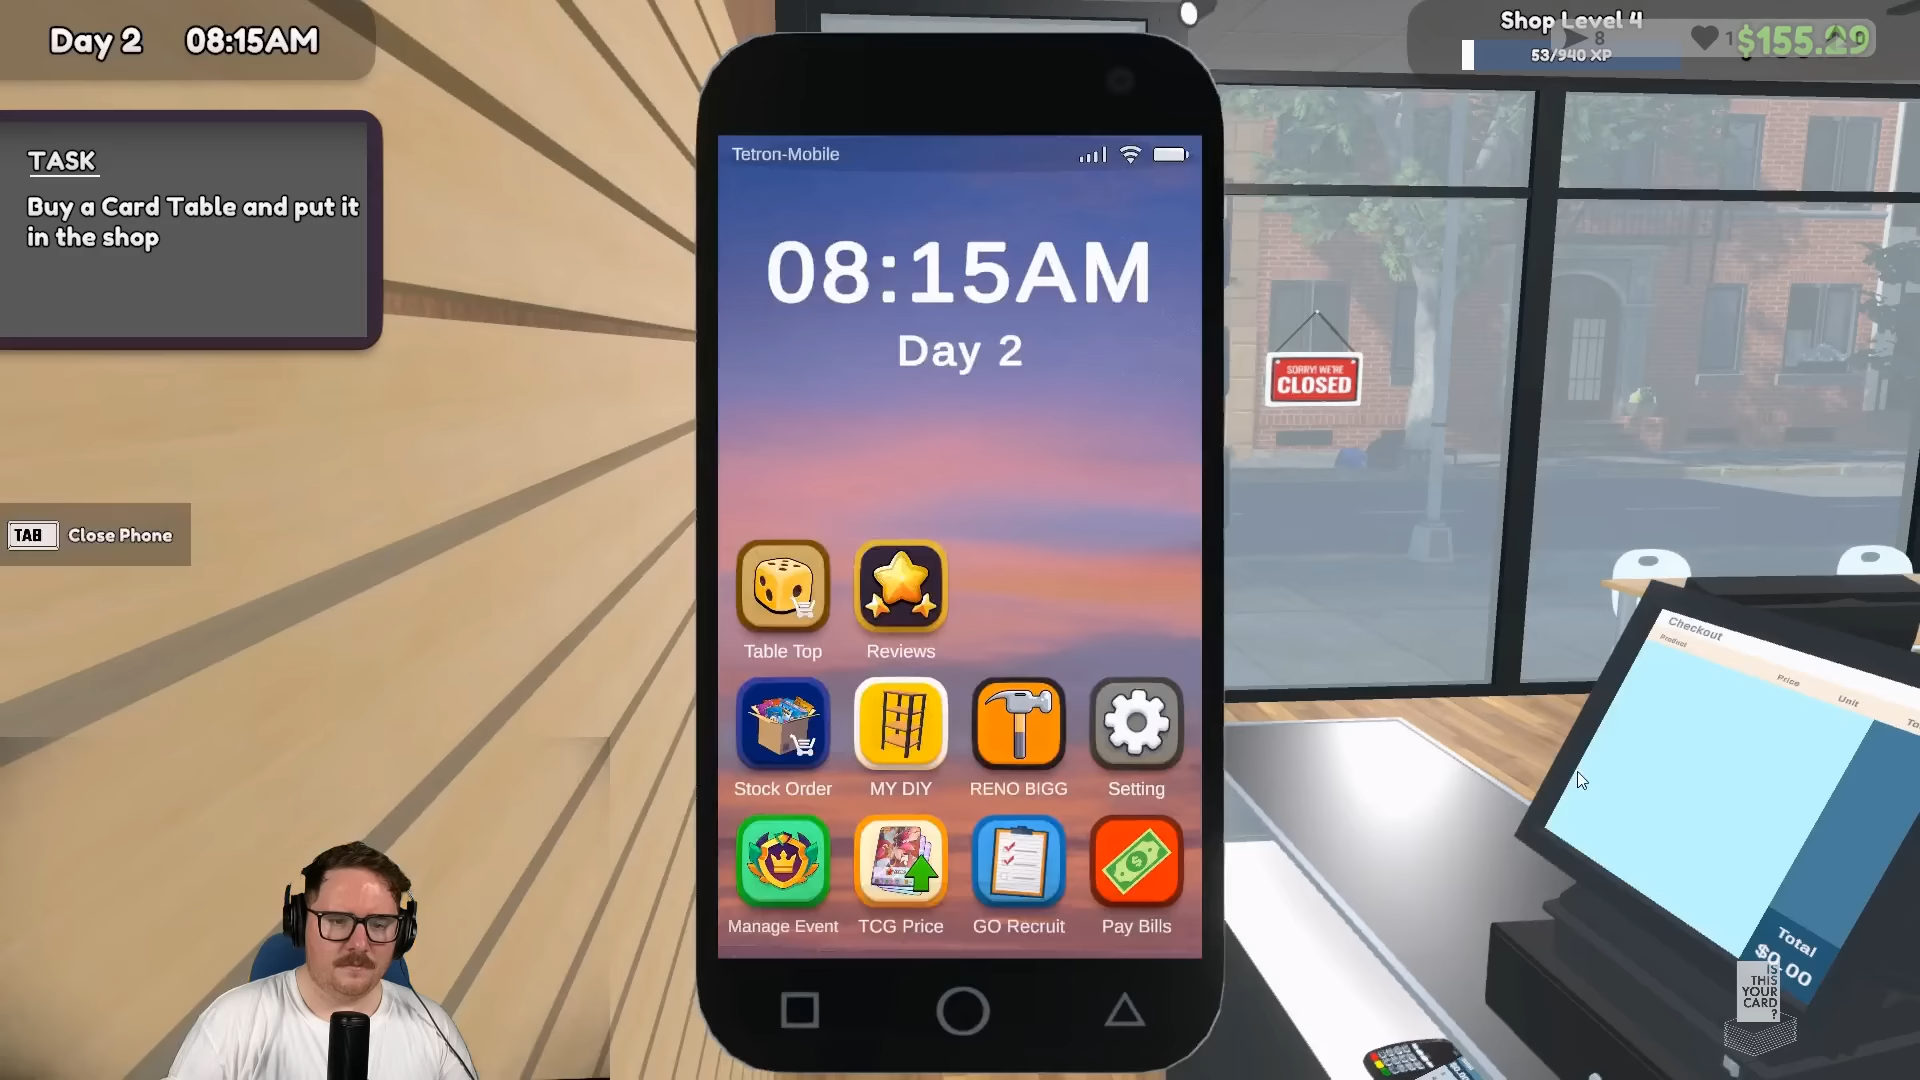 Day 2 08:15AM
Shop Level 4
8
1
$155.29
53/940 XP
TASK
Buy a Card Table and put it
in the shop
TAB Close Phone
Tetron-Mobile
08:15AM
Day 2
Table Top Reviews
Stock Order MY DIY RENO BIGG Setting
Manage Event TCG Price GO Recruit Pay Bills
SORRY! WE'RE
CLOSED
Checkout
Product Price Unit
Total
$0.00
IS
THIS
YOUR
CARD
?